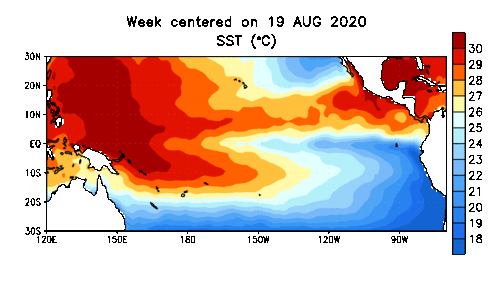 Week centered on 19 AUG 2020
SST (°C)
30N
20N
10N
EQ
10S
20S
30S
120E 150E 180 150W 120W 90W
30
29
28
27
26
25
24
23
22
21
20
19
18